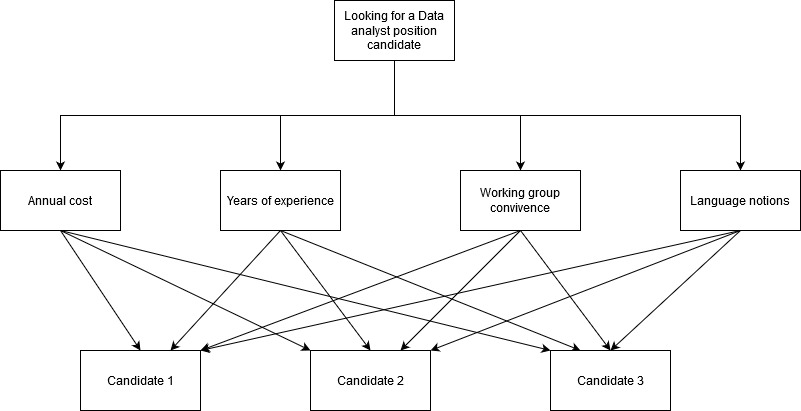 Looking for a Data
analyst position
candidate
Annual cost
Years of experience
Working group
convivence
Language notions
Candidate 1
Candidate 2
Candidate 3